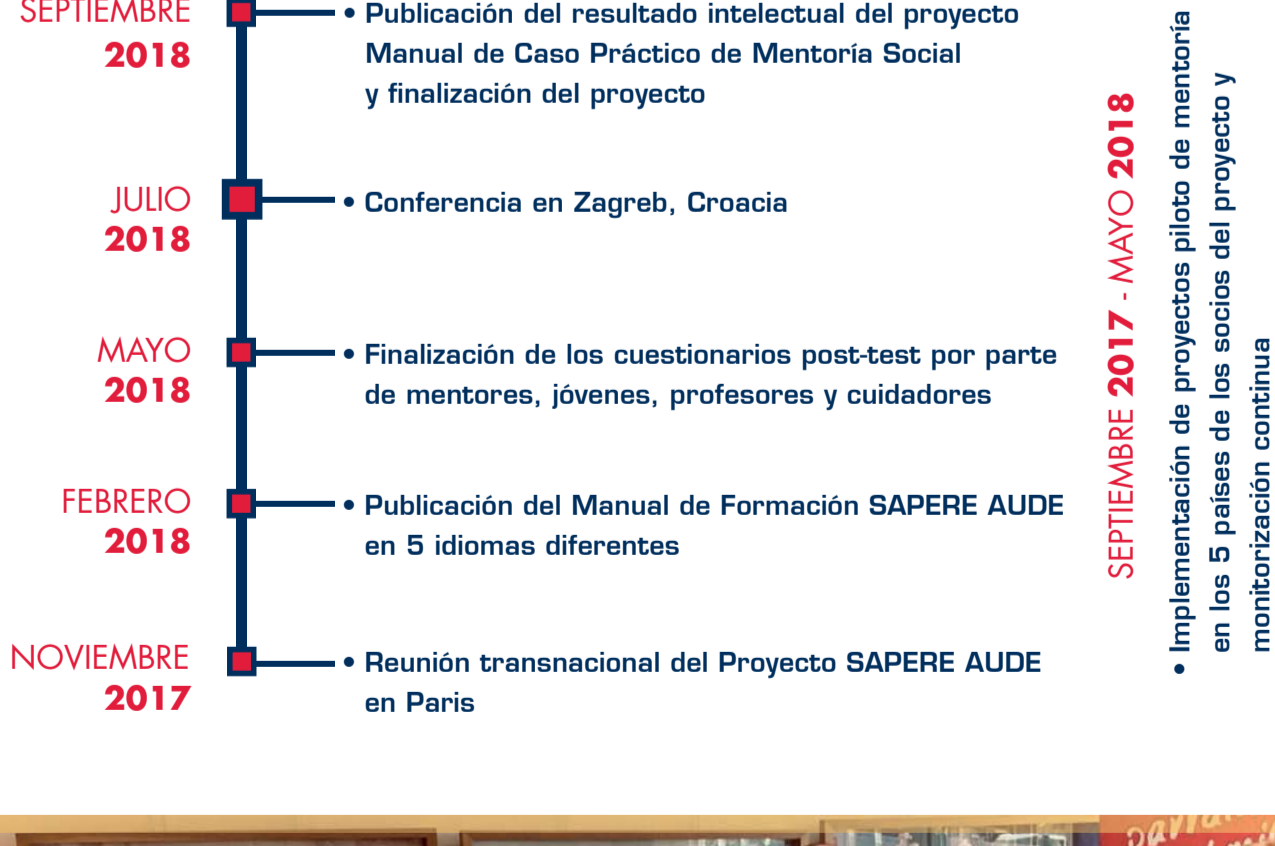 SEPTIEMBRE
2018
• Publicación del resultado intelectual del proyecto
Manual de Caso Práctico de Mentoría Social
y finalización del proyecto
JULIO
2018
• Conferencia en Zagreb, Croacia
MAYO
2018
• Finalización de los cuestionarios post-test por parte
de mentores, jóvenes, profesores y cuidadores
FEBRERO
2018
• Publicación del Manual de Formación SAPERE AUDE
en 5 idiomas diferentes
NOVIEMBRE
2017
• Reunión transnacional del Proyecto SAPERE AUDE
en Paris
SEPTIEMBRE 2017 - MAYO 2018
• Implementación de proyectos piloto de mentoría
en los 5 países de los socios del proyecto y
monitorización continua